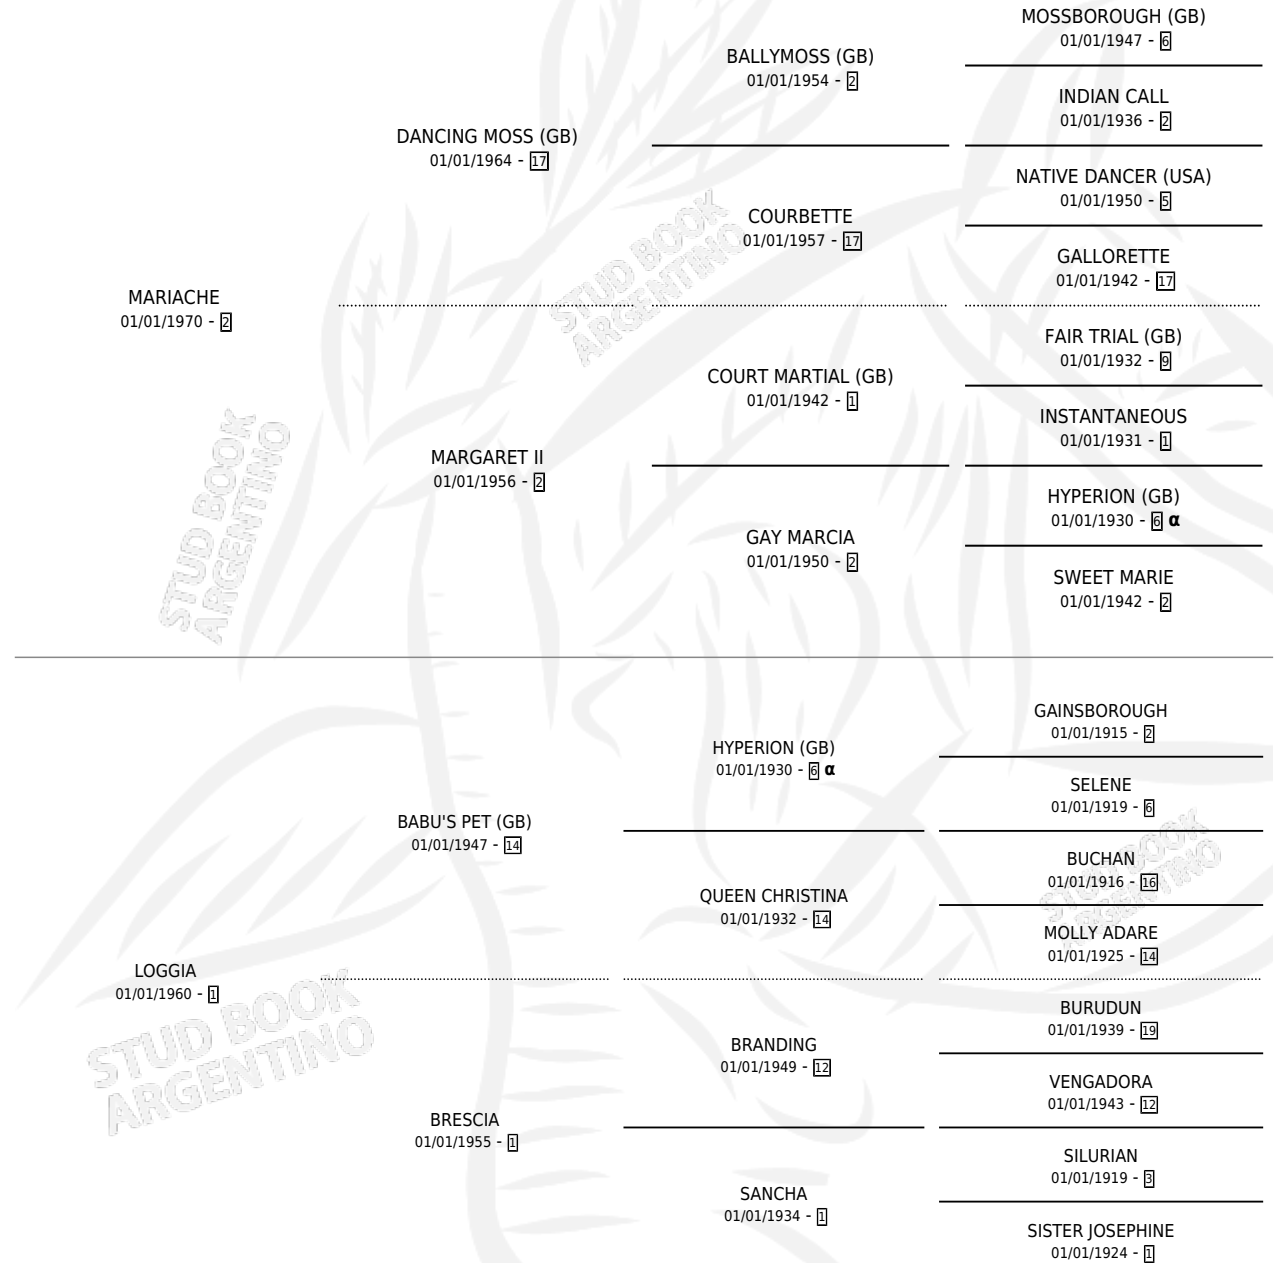 MOSSBOROUGH (GB)
01/01/1947 - 6
BALLYMOSS (GB)
01/01/1954 - 2
INDIAN CALL
01/01/1936 - 2
DANCING MOSS (GB)
01/01/1964 - 17
NATIVE DANCER (USA)
01/01/1950 - 5
COURBETTE
01/01/1957 - 17
GALLORETTE
01/01/1942 - 17
MARIACHE
01/01/1970 - 2
FAIR TRIAL (GB)
01/01/1932 - 9
COURT MARTIAL (GB)
01/01/1942 - 1
INSTANTANEOUS
01/01/1931 - 1
MARGARET II
01/01/1956 - 2
HYPERION (GB)
01/01/1930 - 6 α
GAY MARCIA
01/01/1950 - 2
SWEET MARIE
01/01/1942 - 2
GAINSBOROUGH
01/01/1915 - 2
HYPERION (GB)
01/01/1930 - 6 α
SELENE
01/01/1919 - 6
BABU'S PET (GB)
01/01/1947 - 14
BUCHAN
01/01/1916 - 16
QUEEN CHRISTINA
01/01/1932 - 14
MOLLY ADARE
01/01/1925 - 14
LOGGIA
01/01/1960 - 1
BURUDUN
01/01/1939 - 19
BRANDING
01/01/1949 - 12
VENGADORA
01/01/1943 - 12
BRESCIA
01/01/1955 - 1
SILURIAN
01/01/1919 - 3
SANCHA
01/01/1934 - 1
SISTER JOSEPHINE
01/01/1924 - 1
STUD BOOK
ARGENTINO
STUD BOOK
ARGENTINO
STUD BOOK
ARGENTINO
STUD BOOK
ARGENTINO